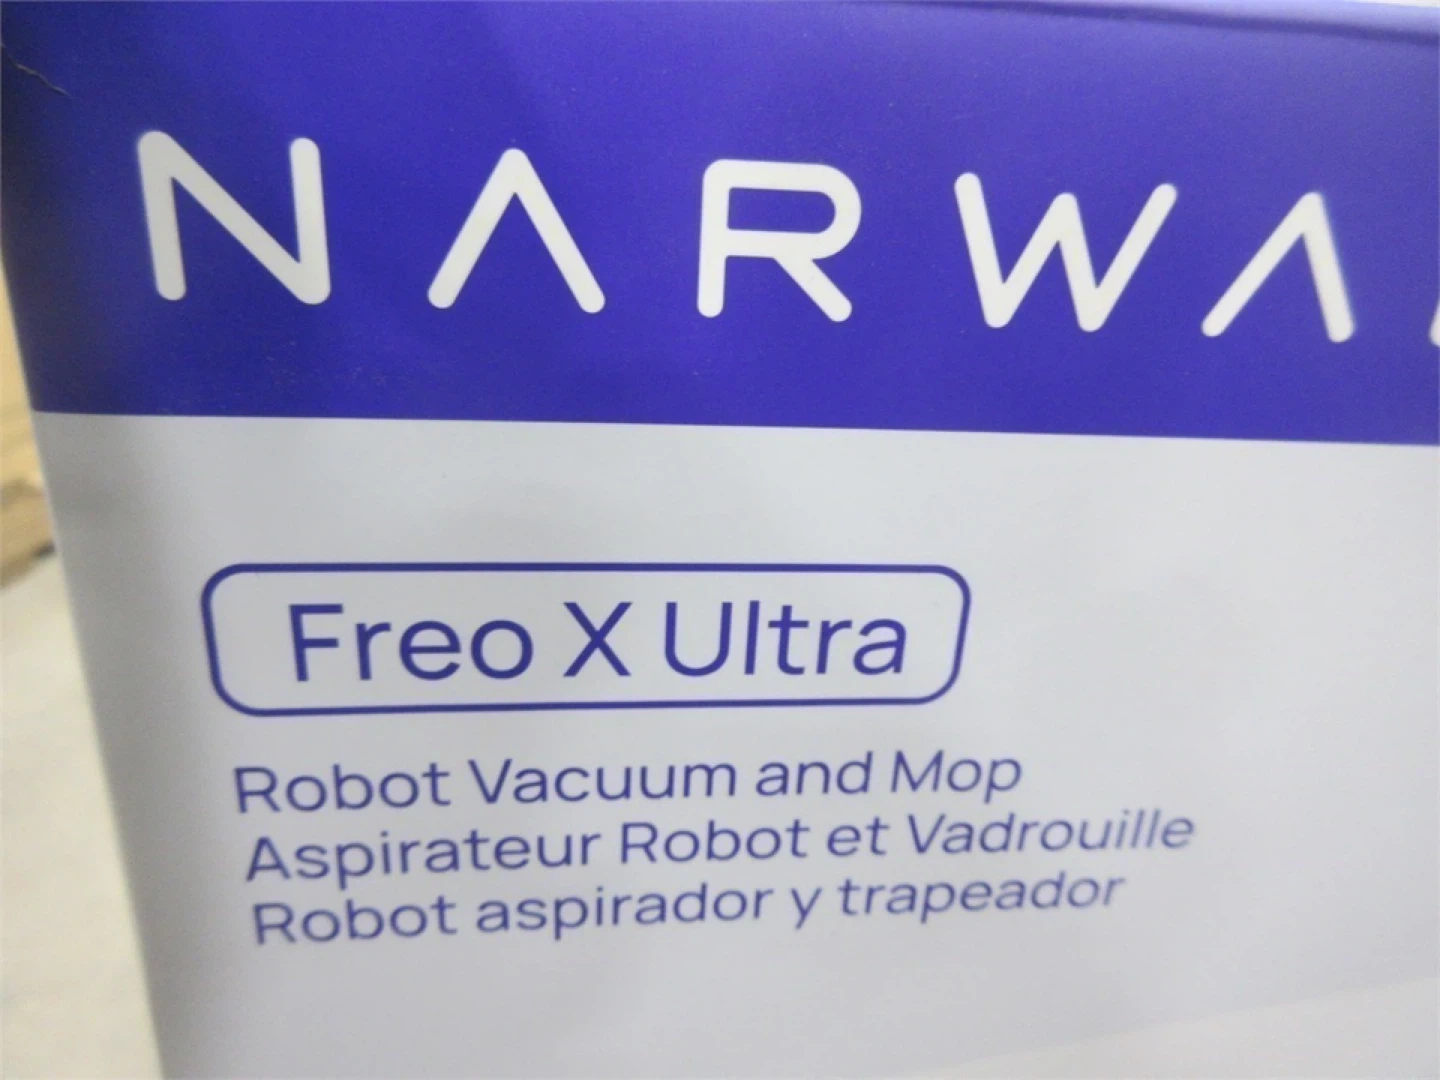 NARWA
Freo X Ultra
Robot Vacuum and Mop
Aspirateur Robot et Vadrouille
Robot aspirador y trapeador